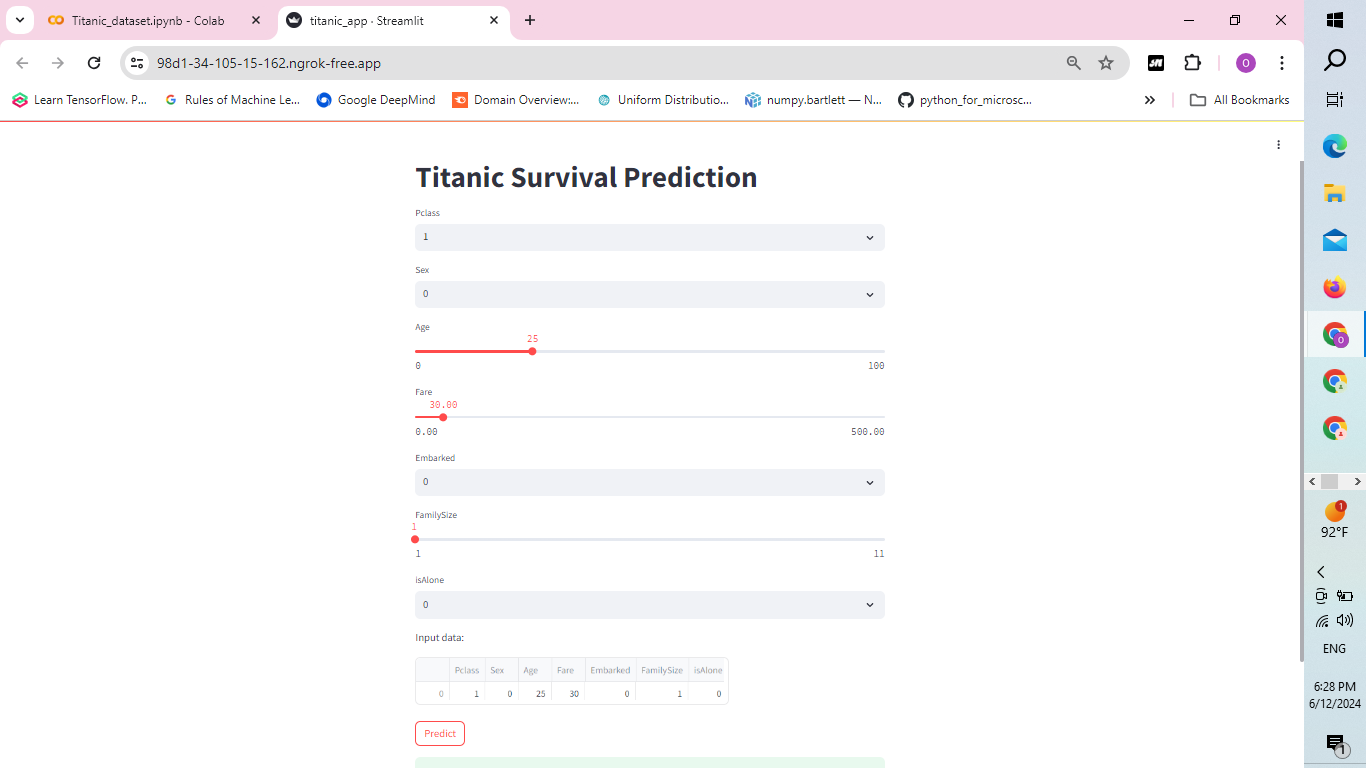 Titanic_dataset.ipynb - Colab
titanic_app · Streamlit
98d1-34-105-15-162.ngrok-free.app
O
Learn TensorFlow. P...
Rules of Machine Le...
Google DeepMind
Domain Overview:...
Uniform Distributio...
numpy.bartlett — N...
python_for_microsc...
All Bookmarks
Titanic Survival Prediction
Pclass
1
Sex
0
Age
25
0 100
Fare
30.00
0.00 500.00
Embarked
0
FamilySize
1
1 11
isAlone
0
Input data:
Pclass Sex Age Fare Embarked FamilySize isAlone
0 1 0 25 30 0 1 0
Predict
O
1
92°F
ENG
6:28 PM
6/12/2024
1